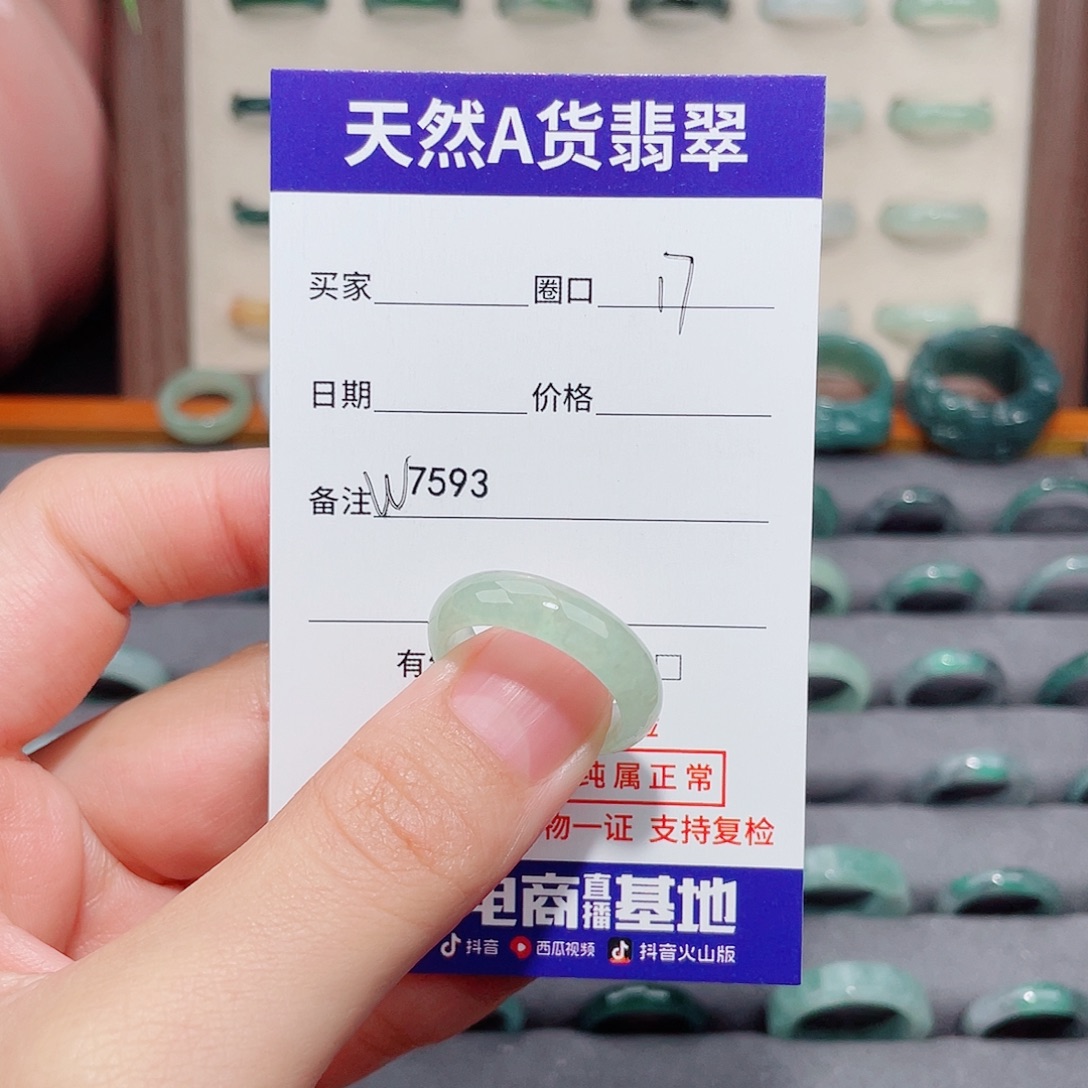 天然A货翡翠
买家 圈口 17
日期 价格
备注 W7593
有
纯属正常
物一证 支持复检
电商直播基地
抖音 西瓜视频 抖音火山版